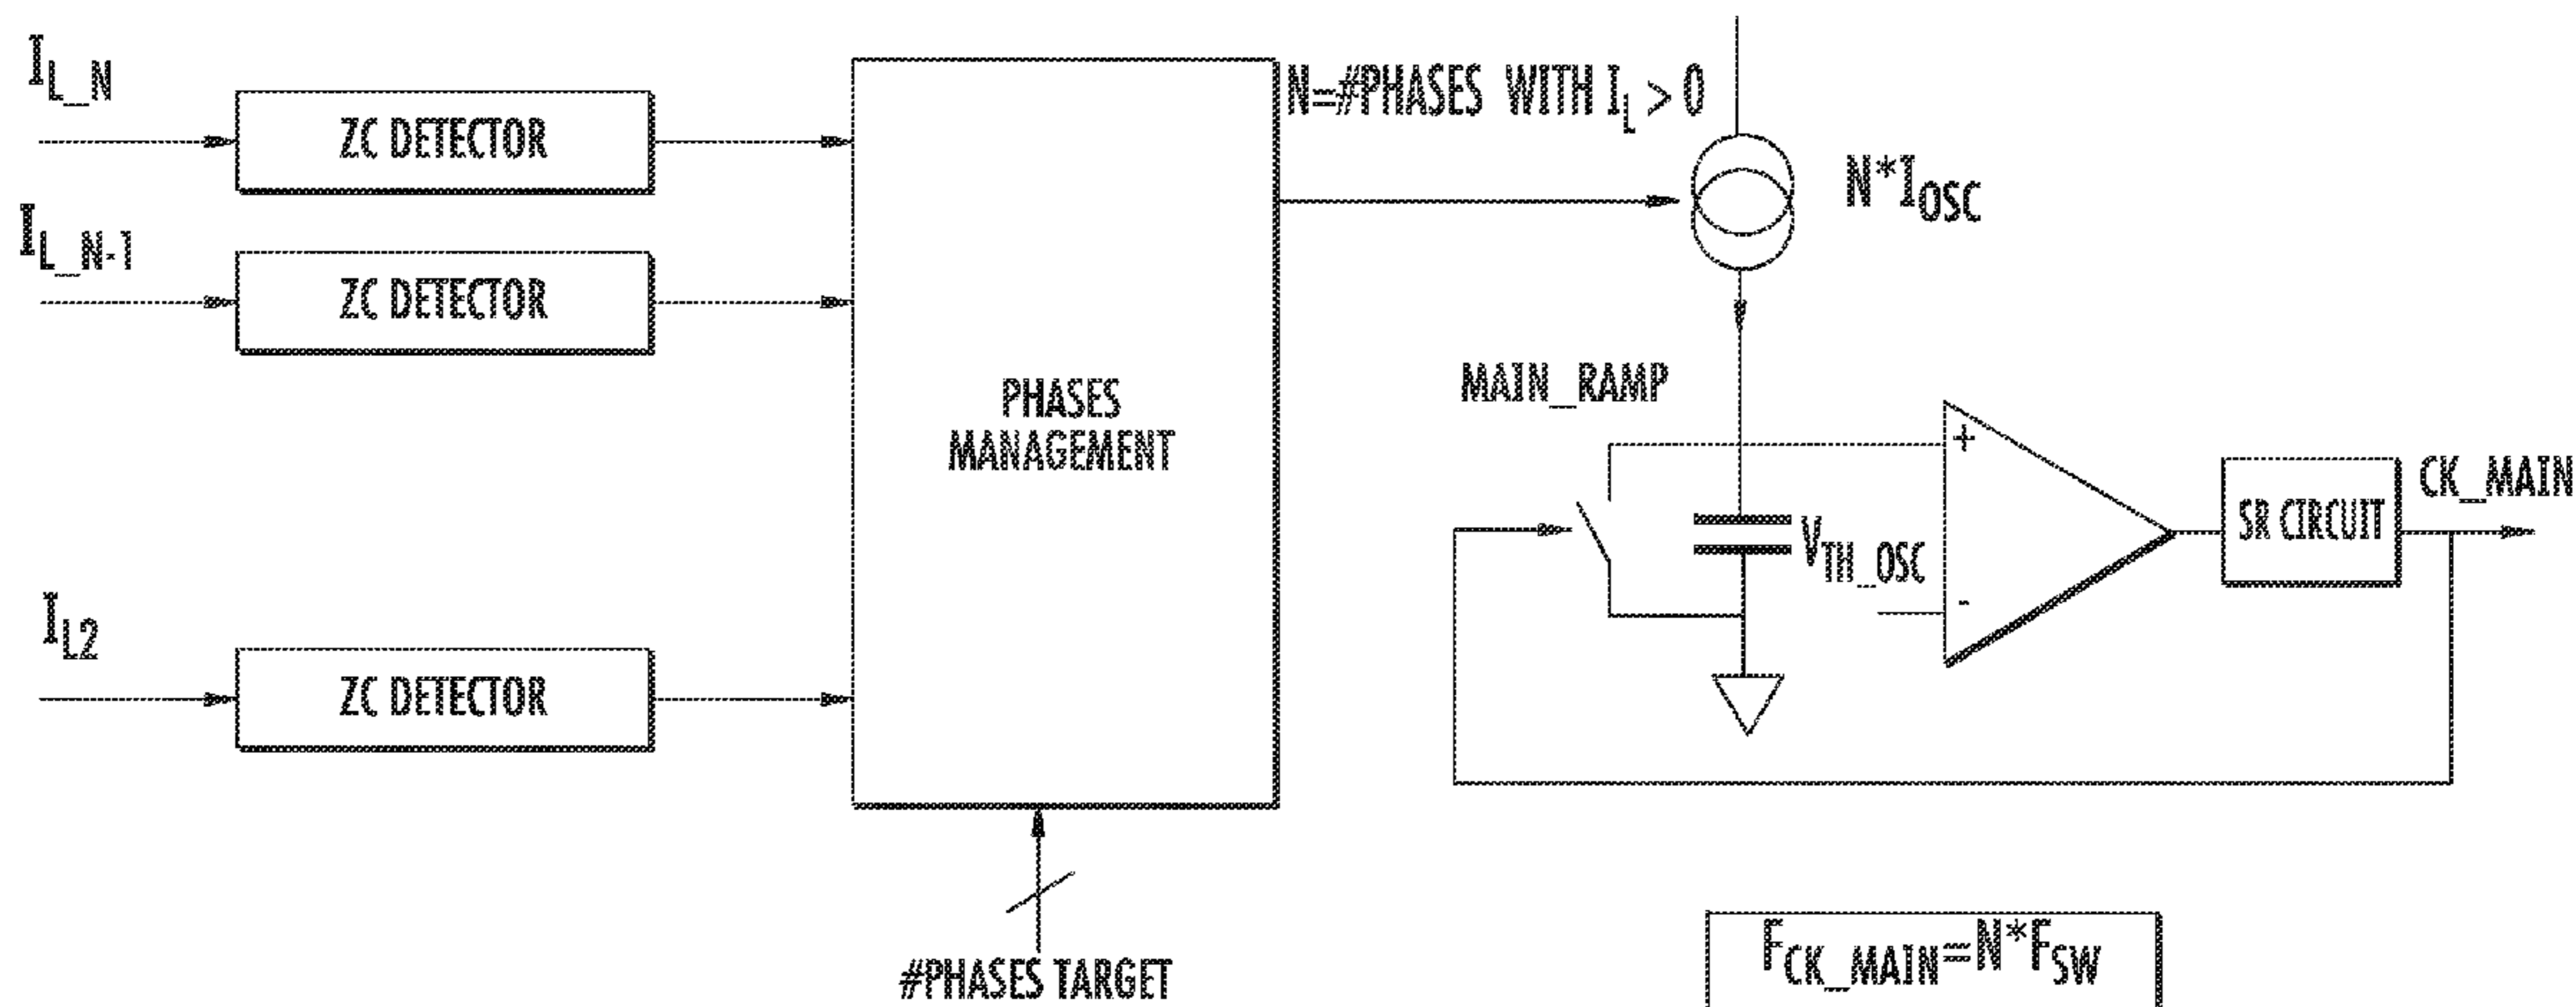 I_L_N
ZC DETECTOR
N=#PHASES WITH I_L > 0
N*I_OSC
I_L_N-1
ZC DETECTOR
MAIN_RAMP
PHASES
MANAGEMENT
+
CK_MAIN
SR CIRCUIT
V_TH_OSC
-
I_L2
ZC DETECTOR
F_CK_MAIN=N*F_SW
#PHASES TARGET